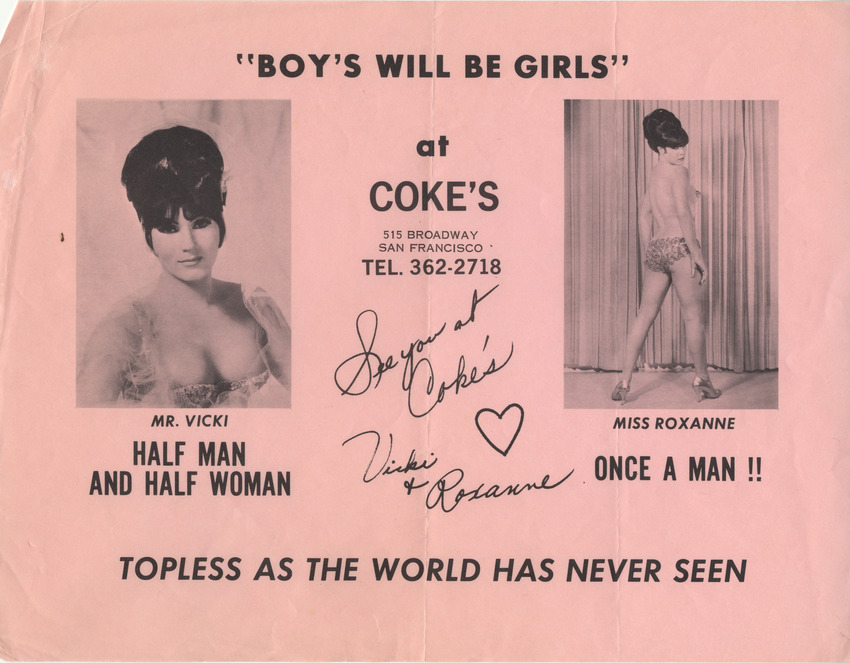 "BOY'S WILL BE GIRLS"
at
COKE'S
515 BROADWAY
SAN FRANCISCO
TEL. 362-2718
See you at
Coke's
Vicki
+ Roxanne
MR. VICKI
HALF MAN
AND HALF WOMAN
MISS ROXANNE
ONCE A MAN !!
TOPLESS AS THE WORLD HAS NEVER SEEN